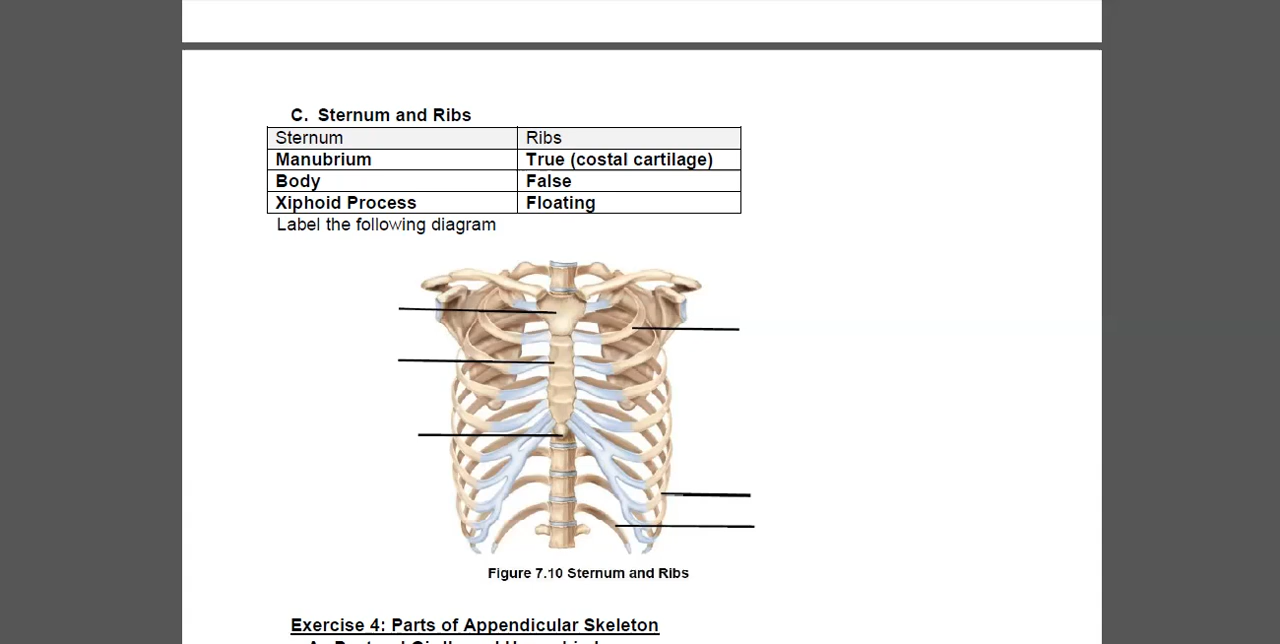 C. Sternum and Ribs
Sternum Ribs
Manubrium True (costal cartilage)
Body False
Xiphoid Process Floating
Label the following diagram
Figure 7.10 Sternum and Ribs
Exercise 4: Parts of Appendicular Skeleton